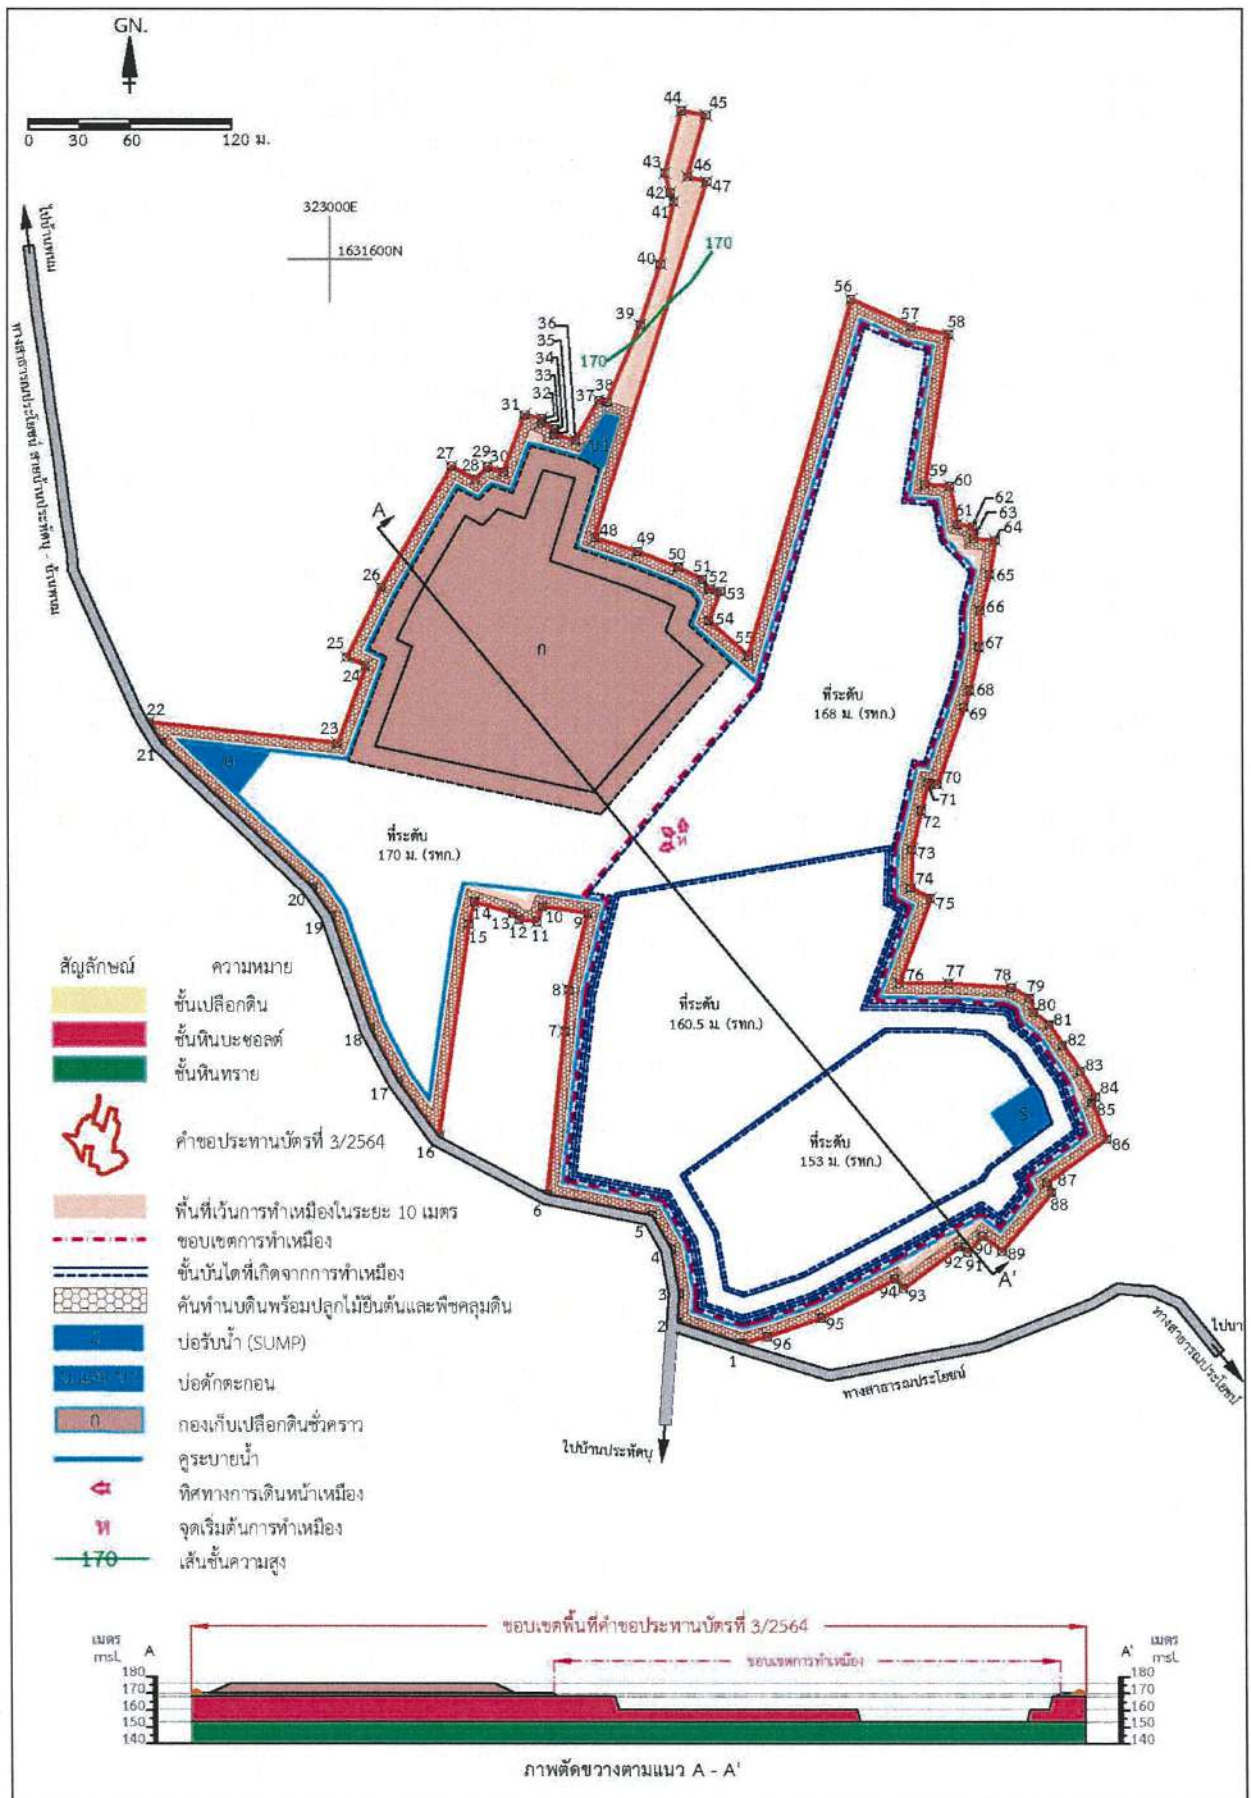 GN.
0 30 60 120 ม.
323000E
1631600N
ไปบ้านพนม
44 45
43 46 47
42
41
170
40
56
39 57 58
36
35
34
33
32
31
170
37 38
27 28 29 30
59 60
61 62
63
64
65
66
67
68
69
A
48 49 50 51 52 53
54
55
26
25
24
ก
22
21
23
ที่ระดับ
168 ม. (รทก.)
70
71
72
73
74
75
ห
ที่ระดับ
170 ม. (รทก.)
20
19
14 13 12 11 10 9
15
สัญลักษณ์ ความหมาย
ชั้นเปลือกดิน
ชั้นหินบะซอลต์
ชั้นหินทราย
คำขอประทานบัตรที่ 3/2564
พื้นที่เว้นการทำเหมืองในระยะ 10 เมตร
ขอบเขตการทำเหมือง
ขั้นบันไดที่เกิดจากการทำเหมือง
คันทำนบดินพร้อมปลูกไม้ยืนต้นและพืชคลุมดิน
บ่อรับน้ำ (SUMP)
บ่อดักตะกอน
ก กองเก็บเปลือกดินชั่วคราว
คูระบายน้ำ
ทิศทางการเดินหน้าเหมือง
ห จุดเริ่มต้นการทำเหมือง
170 เส้นชั้นความสูง
8
7
ที่ระดับ
160.5 ม. (รทก.)
76 77 78 79
80
81
82
83
84
85
86
87
88
18
17
16
ที่ระดับ
153 ม. (รทก.)
S
6
5
4
3
2
1
89
90
91
92
93
94
95
96
A'
ทางสาธารณประโยชน์
ทางสาธารณประโยชน์
ไปนา
ไปบ้านประทัดบุ
ขอบเขตพื้นที่คำขอประทานบัตรที่ 3/2564
ขอบเขตการทำเหมือง
เมตร
msl.
A
180
170
160
150
140
A'
เมตร
msl.
180
170
160
150
140
ภาพตัดขวางตามแนว A - A'